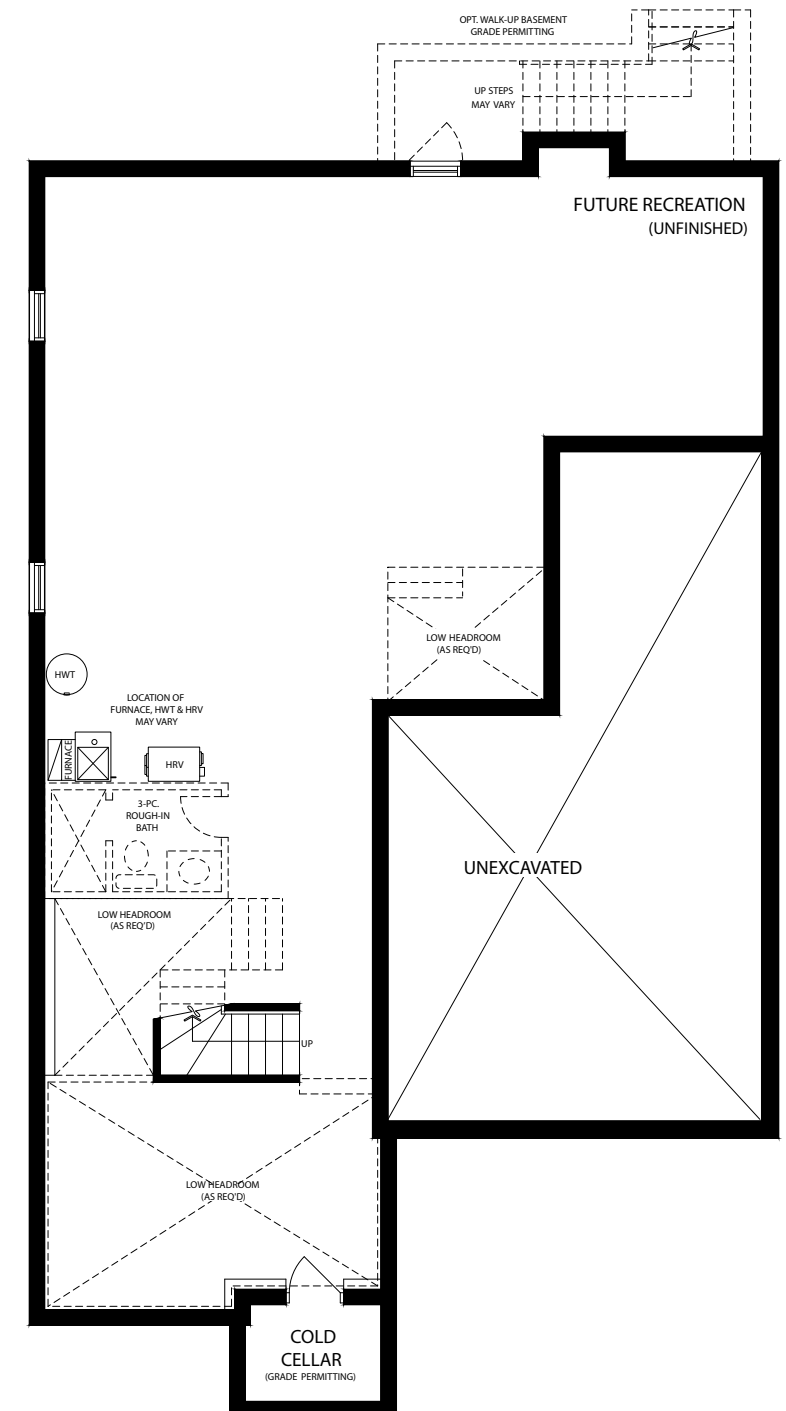 OPT. WALK-UP BASEMENT
GRADE PERMITTING
UP STEPS
MAY VARY
FUTURE RECREATION
(UNFINISHED)
LOW HEADROOM
(AS REQ'D)
HWT
LOCATION OF
FURNACE, HWT & HRV
MAY VARY
FURNACE
HRV
3-PC.
ROUGH-IN
BATH
UNEXCAVATED
LOW HEADROOM
(AS REQ'D)
UP
LOW HEADROOM
(AS REQ'D)
COLD
CELLAR
(GRADE PERMITTING)